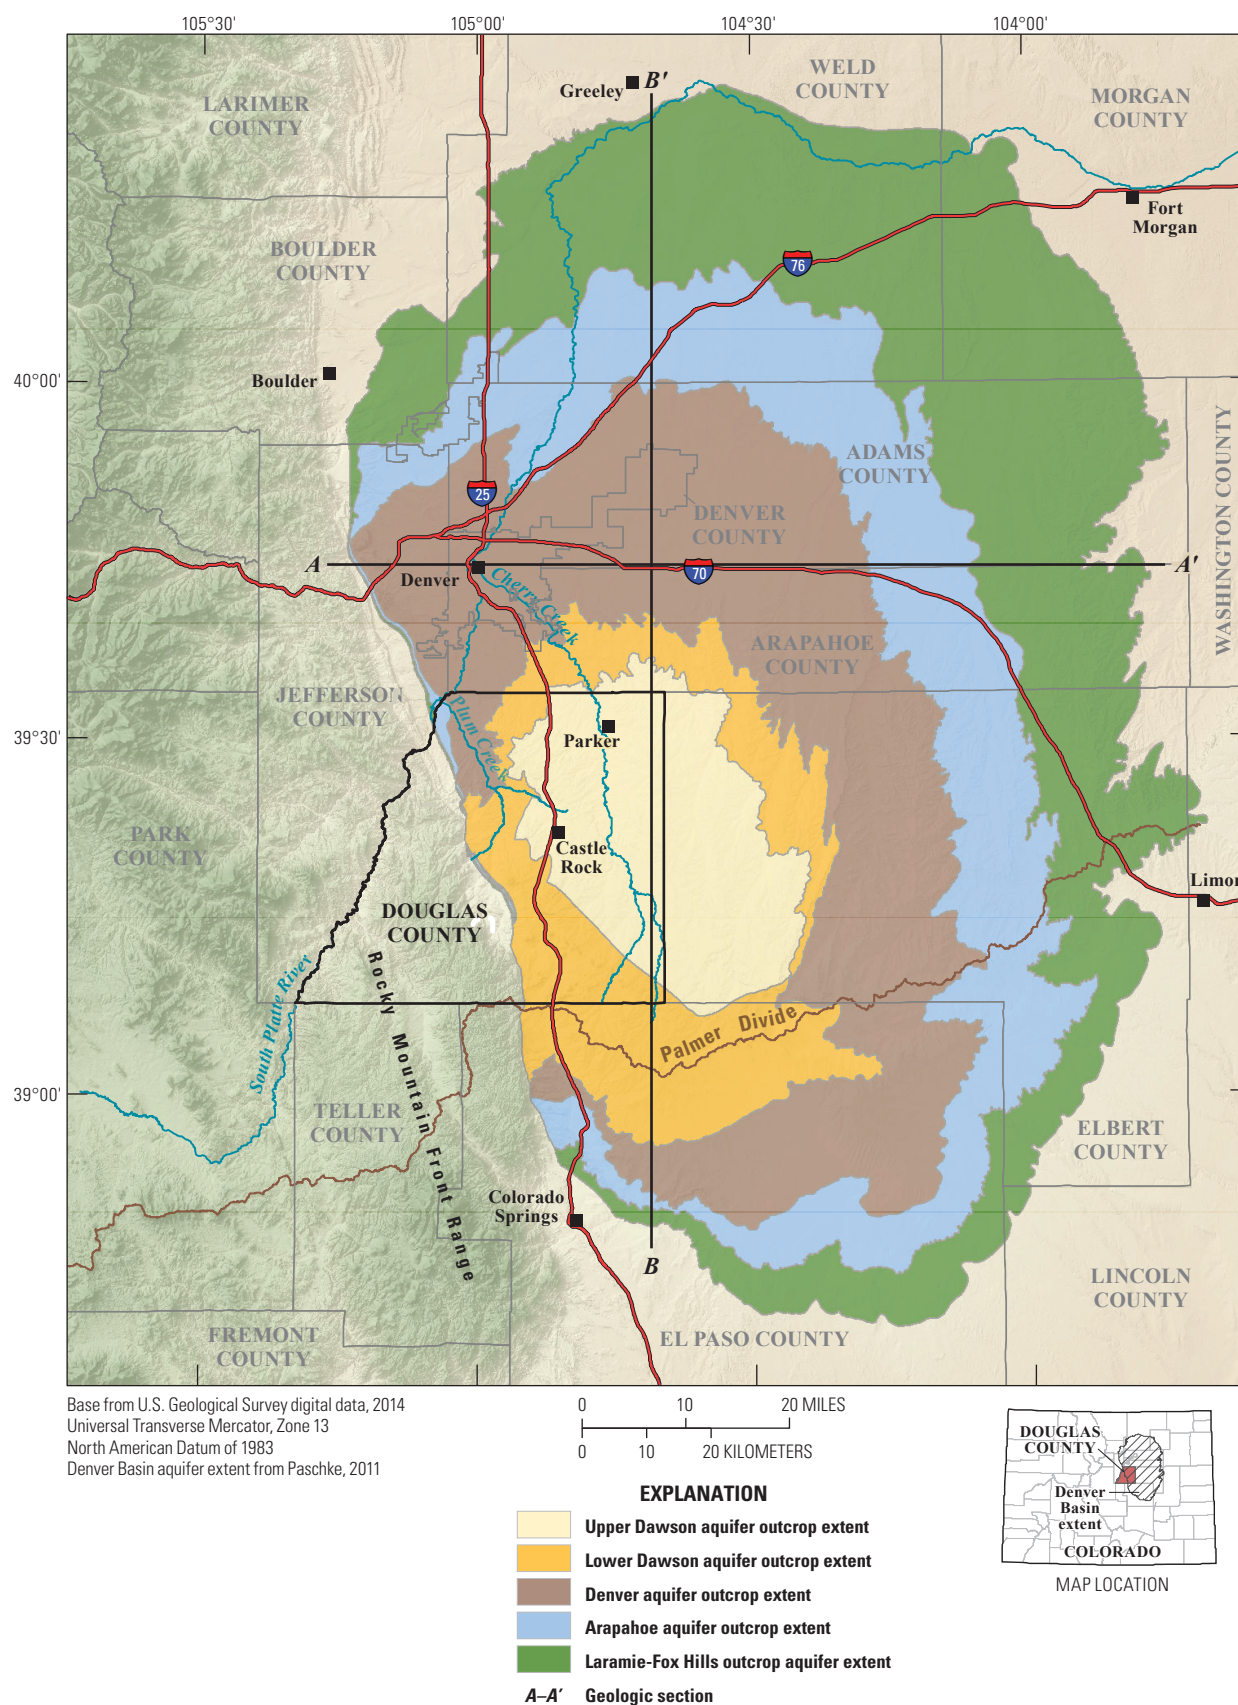 105°30'
105°00'
104°30'
104°00'
LARIMER
COUNTY
Greeley
B'
WELD
COUNTY
MORGAN
COUNTY
Fort
Morgan
BOULDER
COUNTY
76
40°00'
Boulder
ADAMS
COUNTY
WASHINGTON COUNTY
25
DENVER
COUNTY
A
Denver
70
A'
Cherry Creek
ARAPAHOE
COUNTY
JEFFERSON
COUNTY
Plum Creek
39°30'
Parker
PARK
COUNTY
Castle
Rock
Limon
DOUGLAS
COUNTY
South Platte River
Rocky Mountain Front Range
Palmer Divide
39°00'
TELLER
COUNTY
ELBERT
COUNTY
Colorado
Springs
B
LINCOLN
COUNTY
FREMONT
COUNTY
EL PASO COUNTY
Base from U.S. Geological Survey digital data, 2014
Universal Transverse Mercator, Zone 13
North American Datum of 1983
Denver Basin aquifer extent from Paschke, 2011
0 10 20 MILES
0 10 20 KILOMETERS
DOUGLAS
COUNTY
Denver
Basin
extent
COLORADO
MAP LOCATION
EXPLANATION
Upper Dawson aquifer outcrop extent
Lower Dawson aquifer outcrop extent
Denver aquifer outcrop extent
Arapahoe aquifer outcrop extent
Laramie-Fox Hills outcrop aquifer extent
A–A' Geologic section